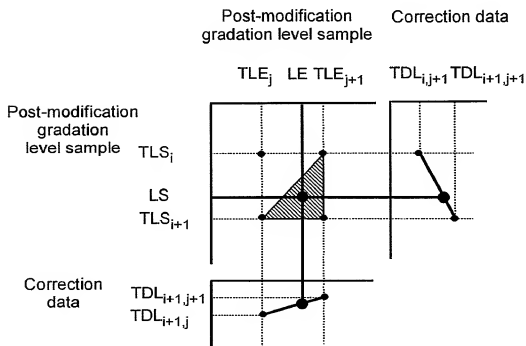 Post-modification
gradation level sample
Correction data
TLEj LE TLEj+1
TDLi,j+1 TDLi+1,j+1
Post-modification
gradation
level sample
TLSi
LS
TLSi+1
Correction
data
TDLi+1,j+1
TDLi+1,j